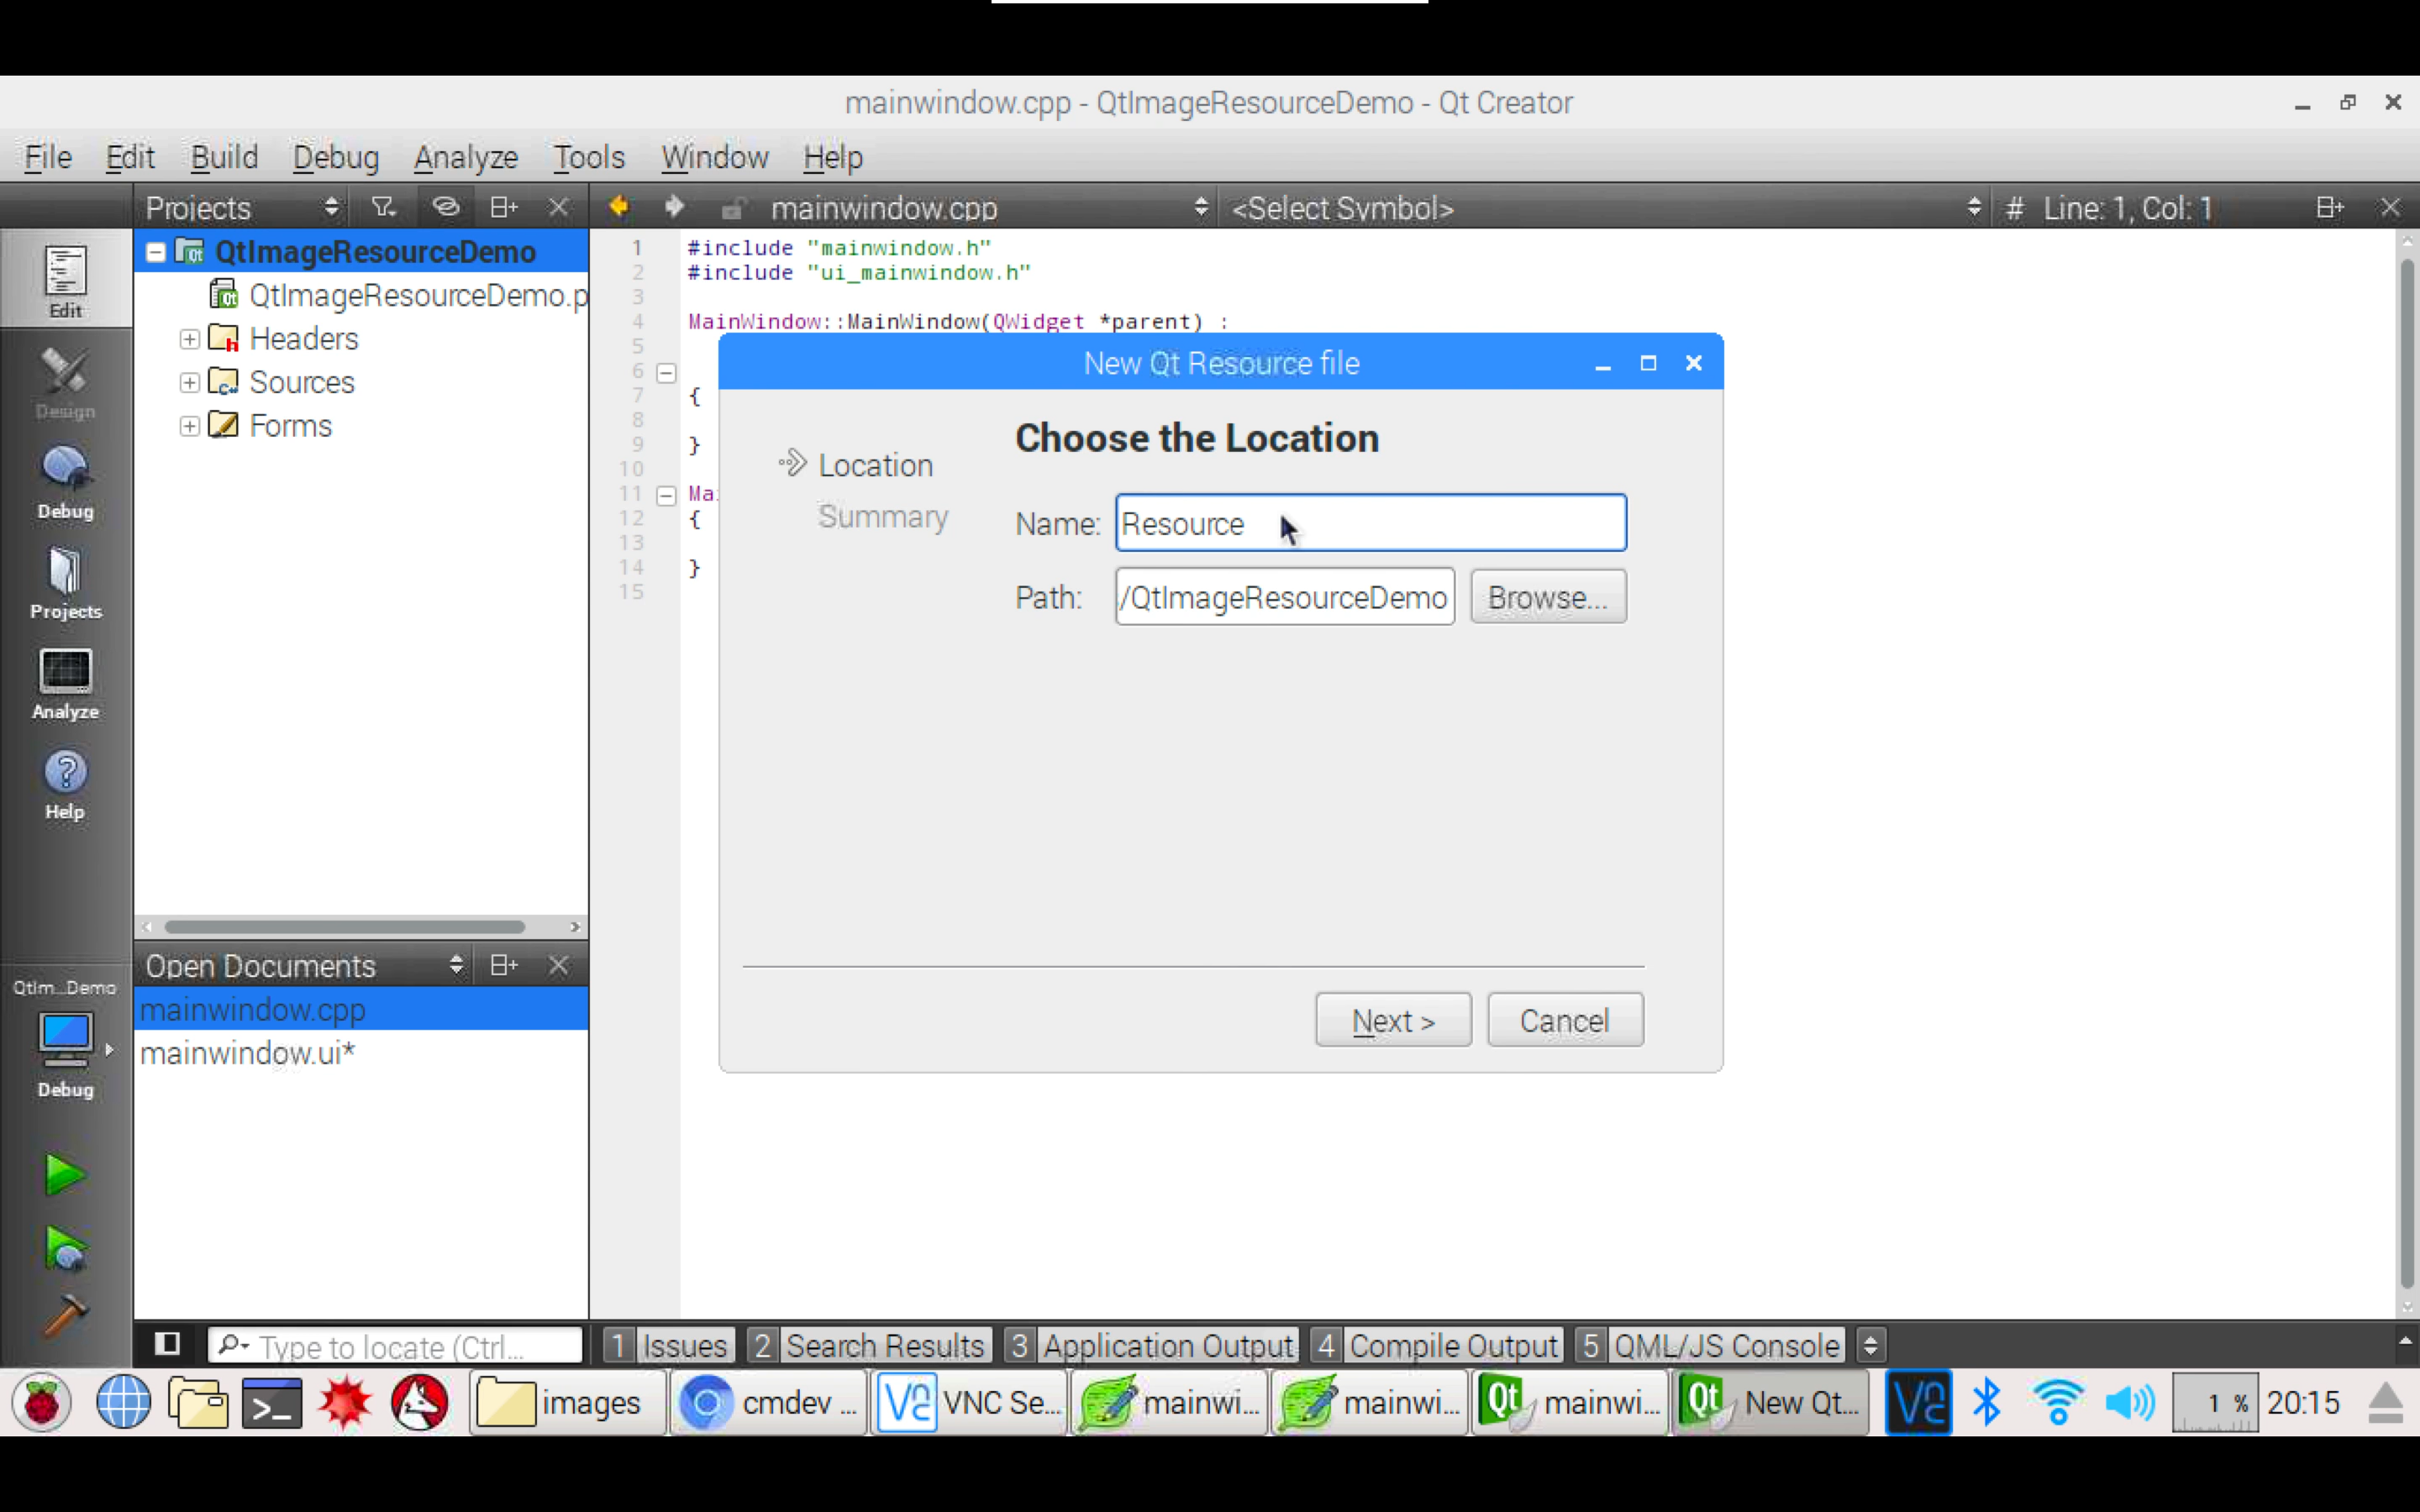 mainwindow.cpp - QtImageResourceDemo - Qt Creator
File Edit Build Debug Analyze Tools Window Help
Projects
mainwindow.cpp
<Select Symbol>
# Line: 1, Col: 1
Edit
Design
Debug
Projects
Analyze
Help
QtImageResourceDemo
QtImageResourceDemo.p
Headers
Sources
Forms
1 #include "mainwindow.h"
2 #include "ui_mainwindow.h"
3
4 MainWindow::MainWindow(QWidget *parent) :
5
6
7 {
8
9 }
10
11 Ma
12 {
13
14 }
15
New Qt Resource file
Location
Summary
Choose the Location
Name: Resource
Path: /QtImageResourceDemo Browse...
Next > Cancel
Open Documents
mainwindow.cpp
mainwindow.ui*
QtIm...Demo
Debug
Type to locate (Ctrl...
1 Issues 2 Search Results 3 Application Output 4 Compile Output 5 QML/JS Console
images cmdev ... VNC Se... mainwi... mainwi... mainwi... New Qt... 1 % 20:15